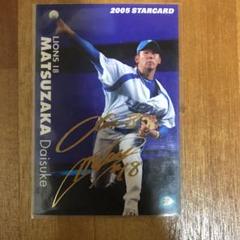 2005 STARCARD
LIONS 18
MATSUZAKA
Daisuke